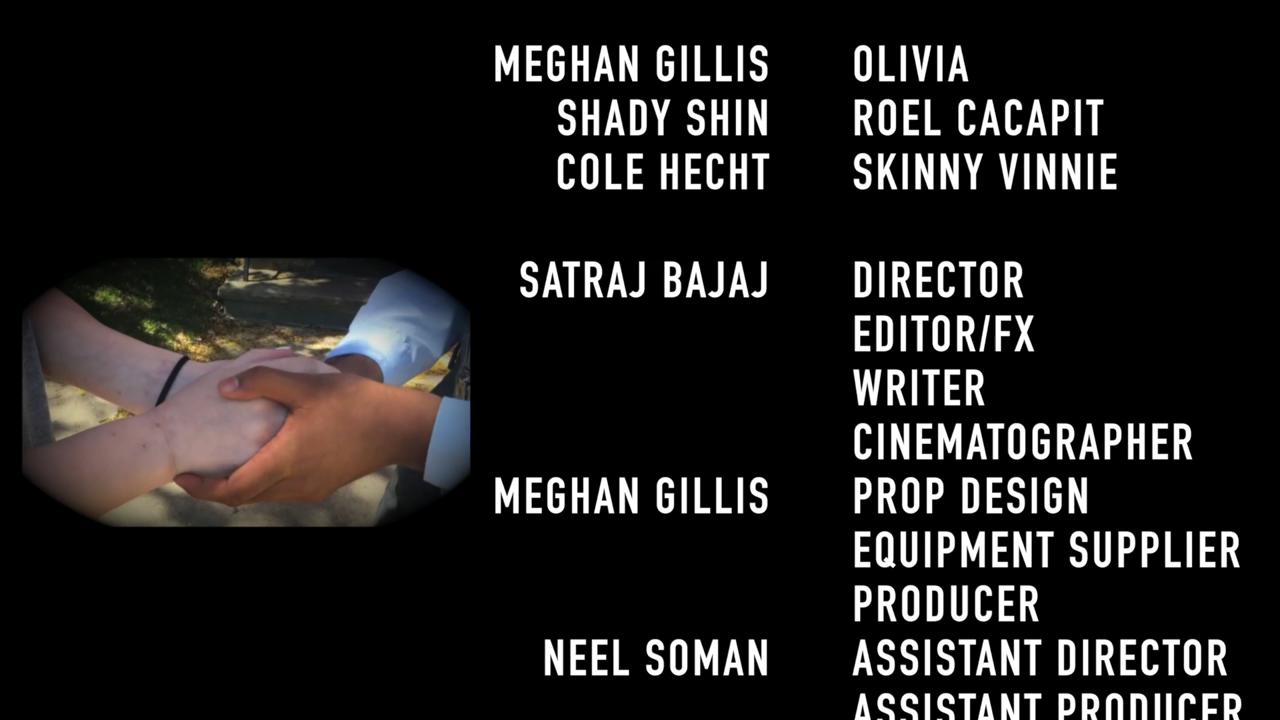 MEGHAN GILLIS OLIVIA
SHADY SHIN ROEL CACAPIT
COLE HECHT SKINNY VINNIE
SATRAJ BAJAJ DIRECTOR
EDITOR/FX
WRITER
CINEMATOGRAPHER
MEGHAN GILLIS PROP DESIGN
EQUIPMENT SUPPLIER
PRODUCER
NEEL SOMAN ASSISTANT DIRECTOR
ASSISTANT PRODUCER